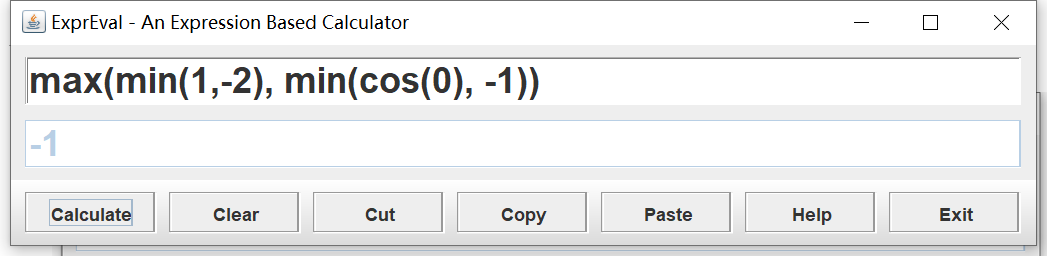 ExprEval - An Expression Based Calculator
max(min(1,-2), min(cos(0), -1))
-1
Calculate Clear Cut Copy Paste Help Exit